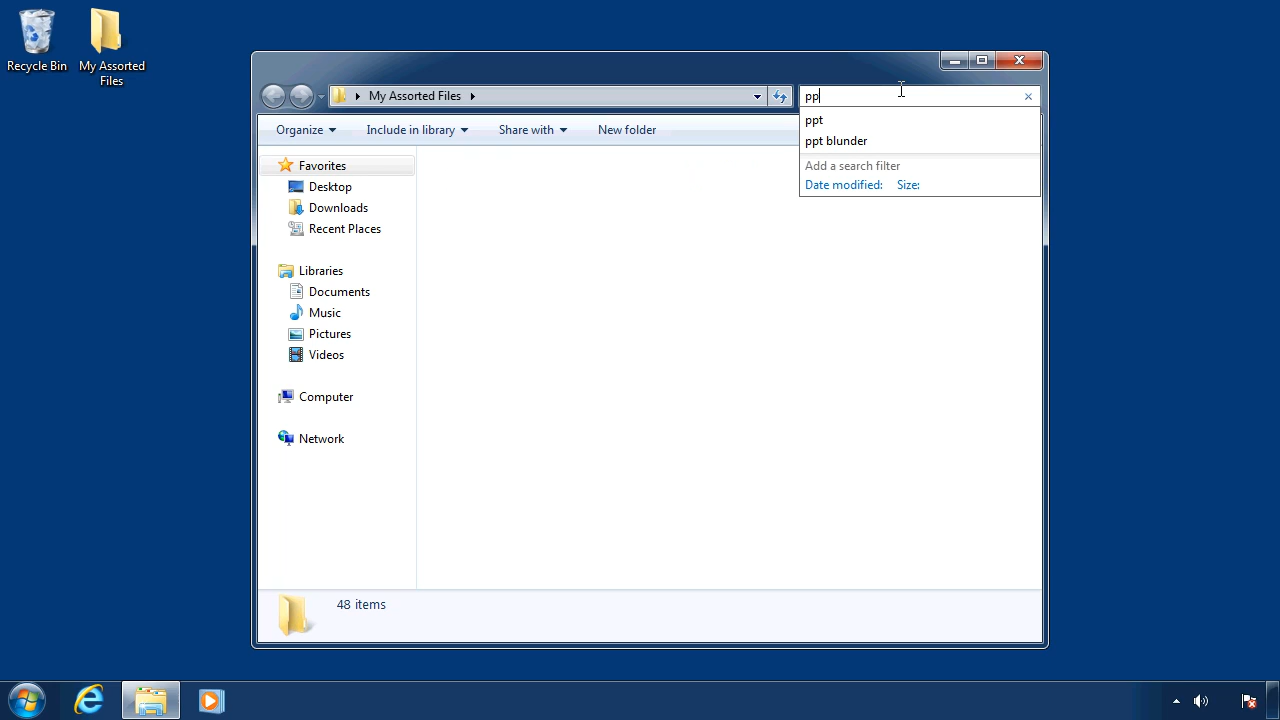 Recycle Bin
My Assorted
Files
My Assorted Files
pp
ppt
ppt blunder
Add a search filter
Date modified: Size:
Organize Include in library Share with New folder
Favorites
Desktop
Downloads
Recent Places
Libraries
Documents
Music
Pictures
Videos
Computer
Network
48 items